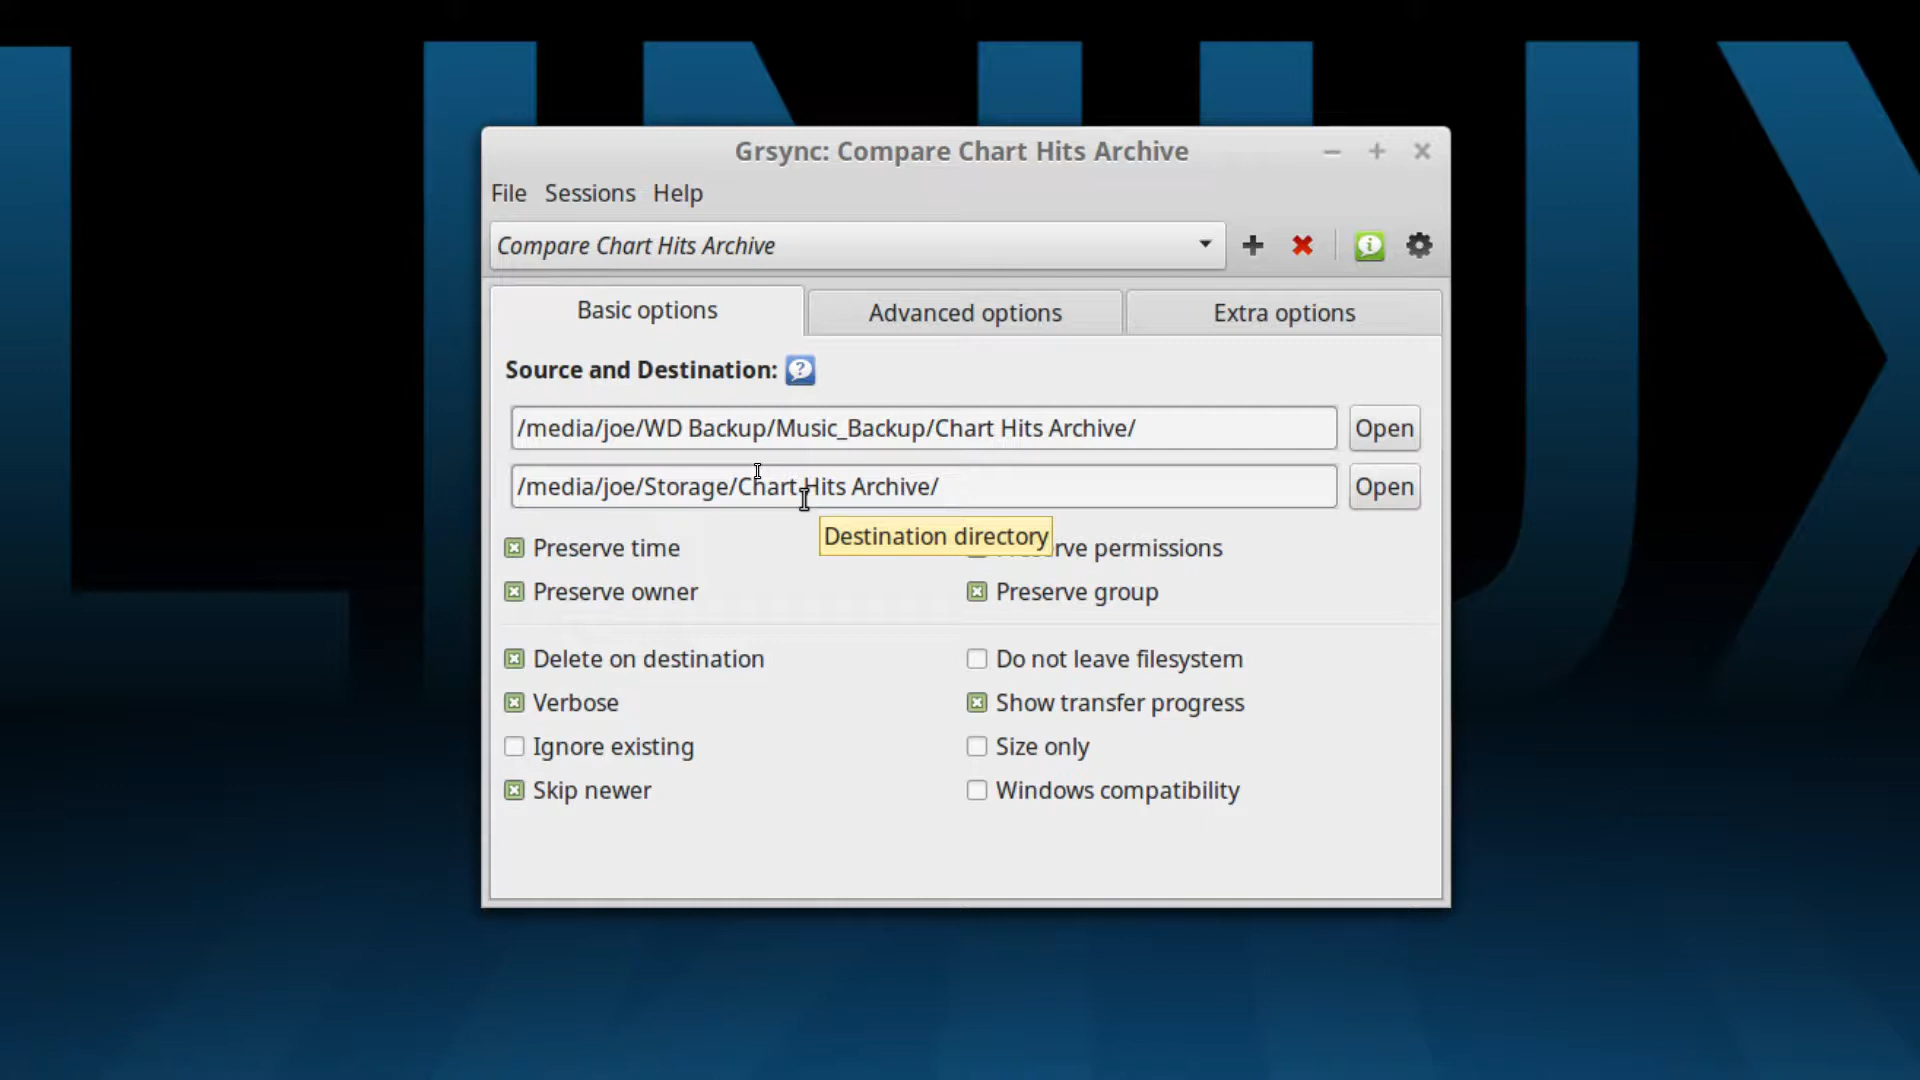 LINUX
Grsync: Compare Chart Hits Archive
File Sessions Help
Compare Chart Hits Archive
Basic options Advanced options Extra options
Source and Destination:
/media/joe/WD Backup/Music_Backup/Chart Hits Archive/ Open
/media/joe/Storage/Chart Hits Archive/ Open
Destination directory
Preserve time rve permissions
Preserve owner Preserve group
Delete on destination Do not leave filesystem
Verbose Show transfer progress
Ignore existing Size only
Skip newer Windows compatibility